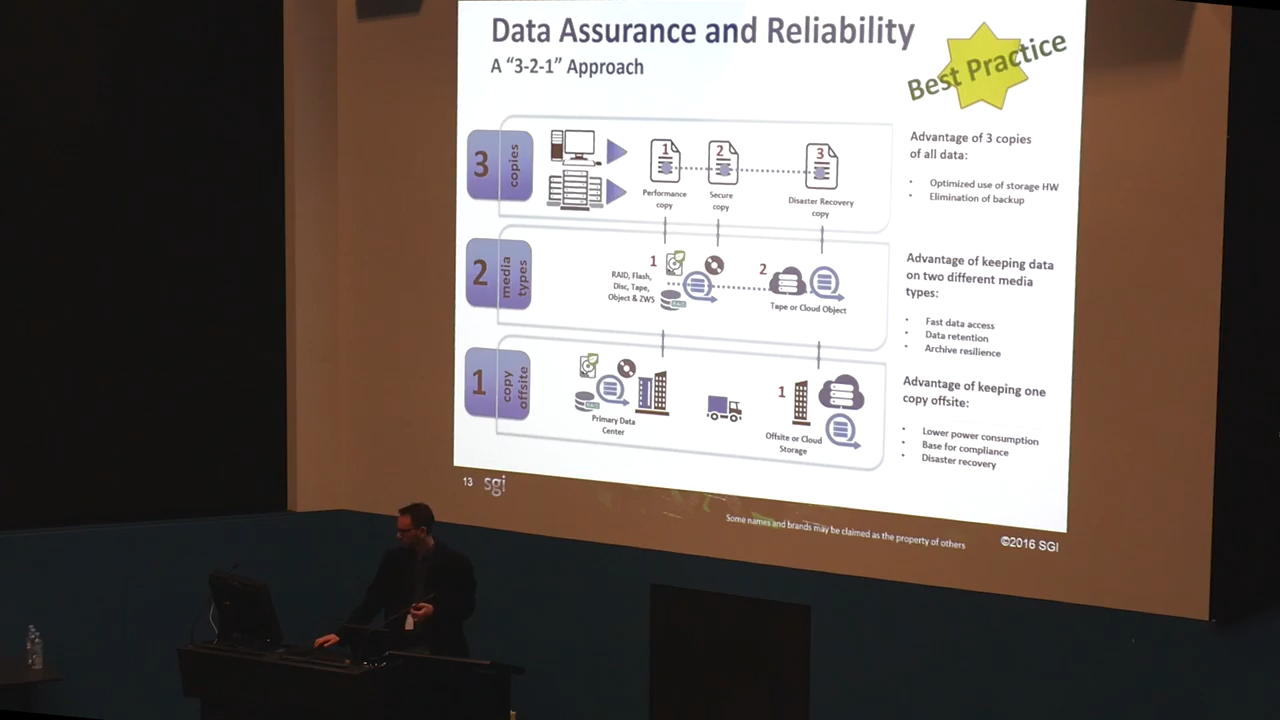 Data Assurance and Reliability
A "3-2-1" Approach
Best Practice
3
copies
1
2
3
Performance
copy
Secure
copy
Disaster Recovery
copy
Advantage of 3 copies
of all data:
• Optimized use of storage HW
• Elimination of backup
2
media
types
1
RAID, Flash,
Disc, Tape,
Object & ZWS
RAID
2
Tape or Cloud Object
Advantage of keeping data
on two different media
types:
• Fast data access
• Data retention
• Archive resilience
1
copy
offsite
RAID
Primary Data
Center
1
Offsite or Cloud
Storage
Advantage of keeping one
copy offsite:
• Lower power consumption
• Base for compliance
• Disaster recovery
13 sgi
Some names and brands may be claimed as the property of others
©2016 SGI